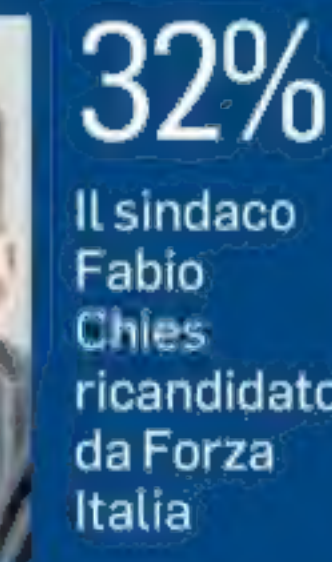 32%
Il sindaco
Fabio
Chies
ricandidato
da Forza
Italia